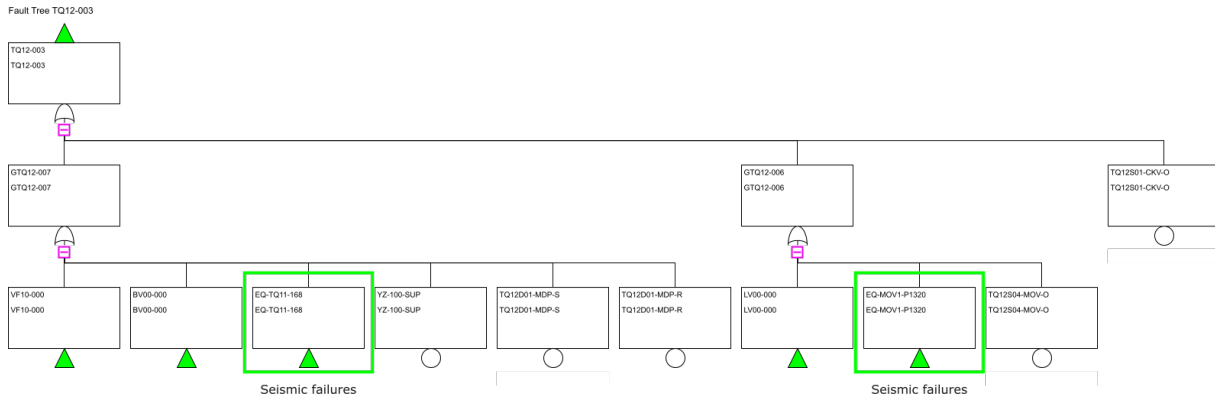 Fault Tree TQ12-003
TQ12-003
TQ12-003
GTQ12-007
GTQ12-007
GTQ12-006
GTQ12-006
TQ12S01-CKV-O
TQ12S01-CKV-O
VF10-000
VF10-000
BV00-000
BV00-000
EQ-TQ11-168
EQ-TQ11-168
YZ-100-SUP
YZ-100-SUP
TQ12D01-MDP-S
TQ12D01-MDP-S
TQ12D01-MDP-R
TQ12D01-MDP-R
LV00-000
LV00-000
EQ-MOV1-P1320
EQ-MOV1-P1320
TQ12S04-MOV-O
TQ12S04-MOV-O
Seismic failures
Seismic failures